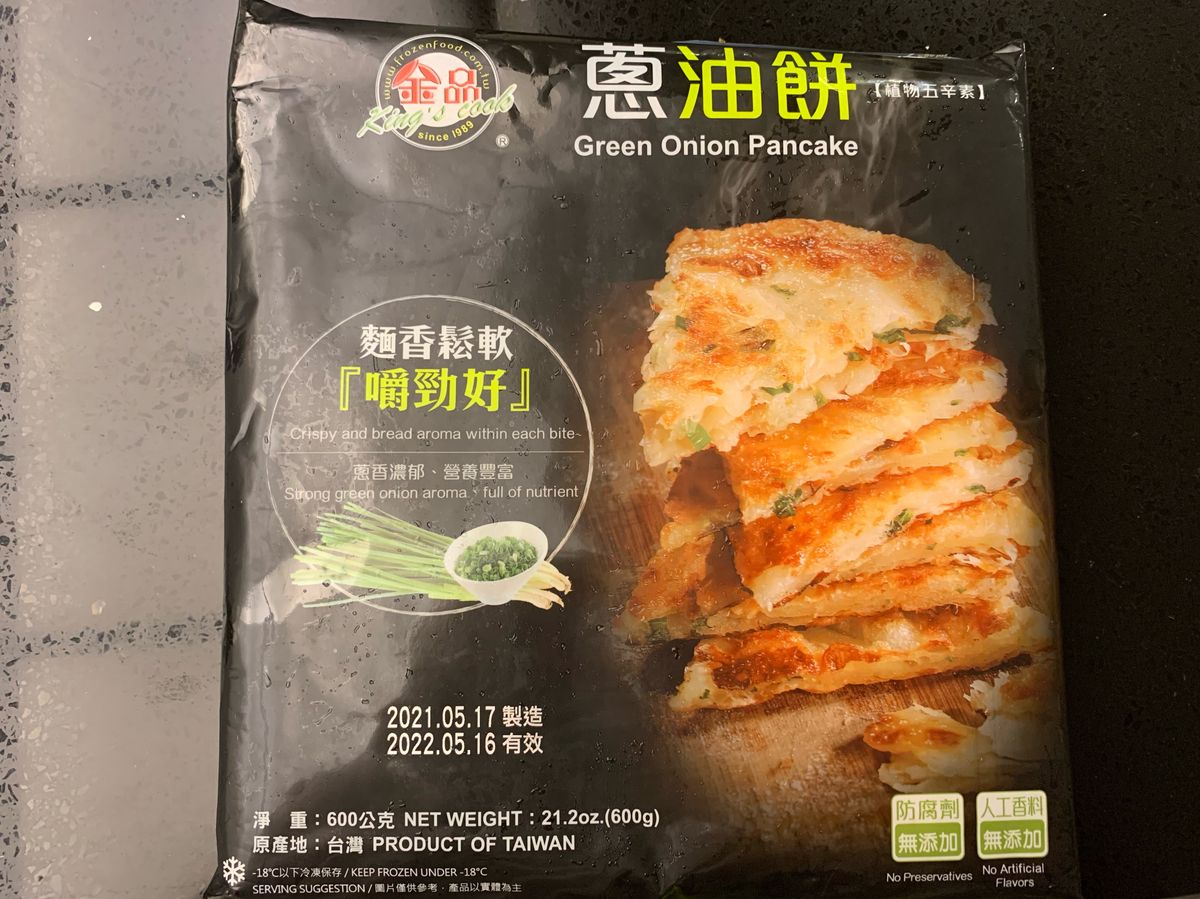 www.frozenfood.com.tw
金品
King's cook
since 1989
®
蔥油餅【植物五辛素】
Green Onion Pancake
麵香鬆軟
『嚼勁好』
Crispy and bread aroma within each bite~
蔥香濃郁、營養豐富
Strong green onion aroma、full of nutrient
2021.05.17 製造
2022.05.16 有效
淨 重：600公克 NET WEIGHT：21.2oz.(600g)
原產地：台灣 PRODUCT OF TAIWAN
-18°C以下冷凍保存 / KEEP FROZEN UNDER -18°C
SERVING SUGGESTION / 圖片僅供參考，產品以實體為主
防腐劑
無添加
No Preservatives
人工香料
無添加
No Artificial
Flavors